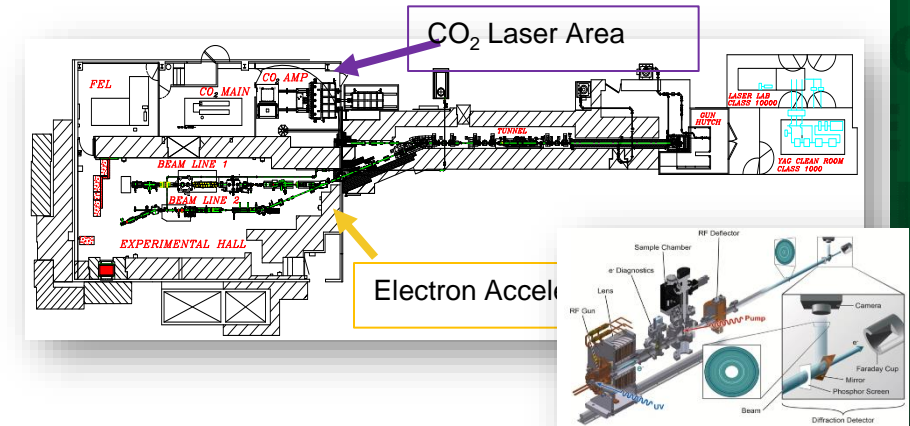 CO2 Laser Area
FEL
CO2 MAIN
CO2 AMP
TUNNEL
GUN
HUTCH
LASER LAB
CLASS 10000
YAG CLEAN ROOM
CLASS 1000
BEAM LINE 1
BEAM LINE 2
EXPERIMENTAL HALL
Electron Accel
RF Deflector
Sample Chamber
e- Diagnostics
Lens
RF Gun
Pump
e-
UV
Camera
e-
Faraday Cup
Mirror
Phosphor Screen
Beam
Diffraction Detector